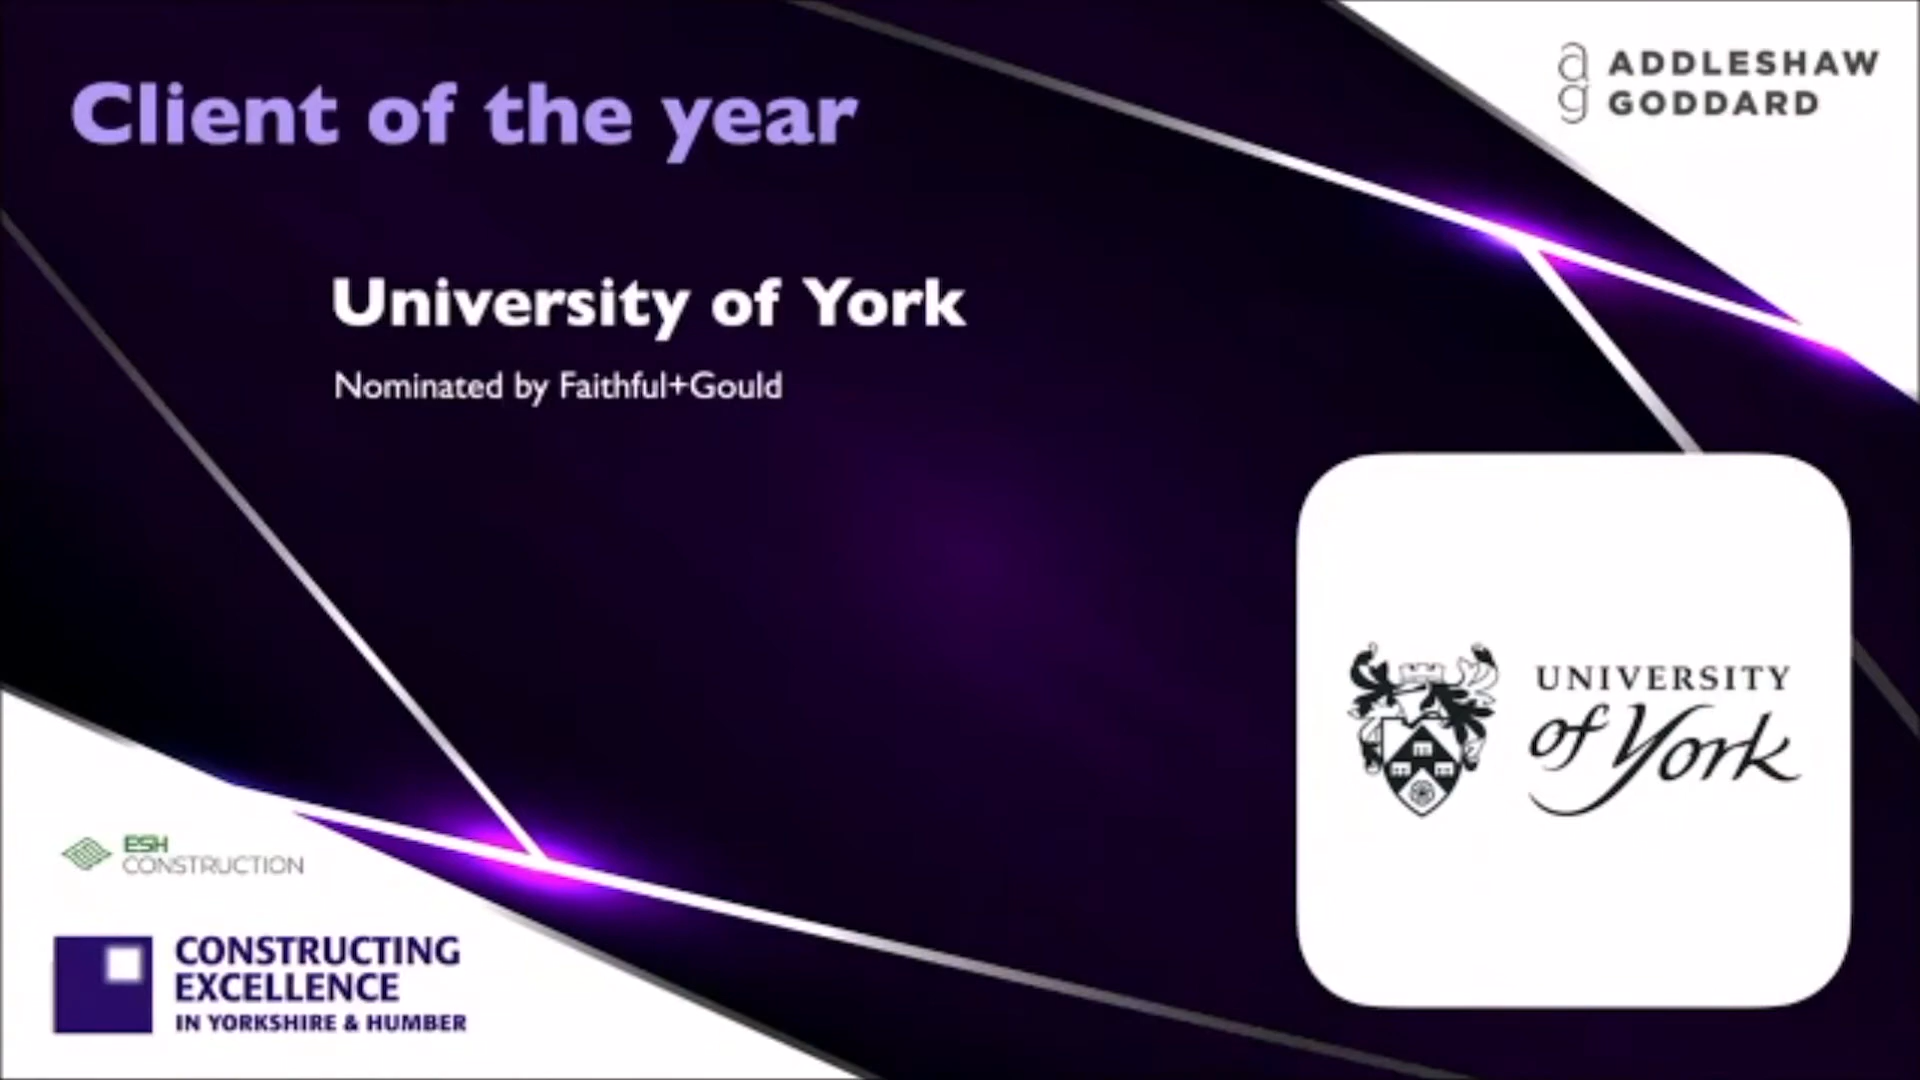 Client of the year
ag ADDLESHAW
GODDARD
University of York
Nominated by Faithful+Gould
UNIVERSITY
of York
ESH
CONSTRUCTION
CONSTRUCTING
EXCELLENCE
IN YORKSHIRE & HUMBER